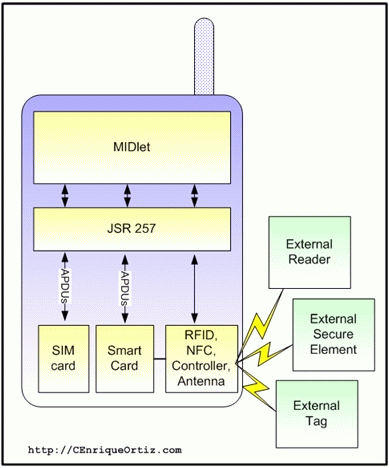 MIDlet
JSR 257
APDUs
APDUs
SIM
card
Smart
Card
RFID,
NFC,
Controller,
Antenna
External
Reader
External
Secure
Element
External
Tag
http://CEnriqueOrtiz.com